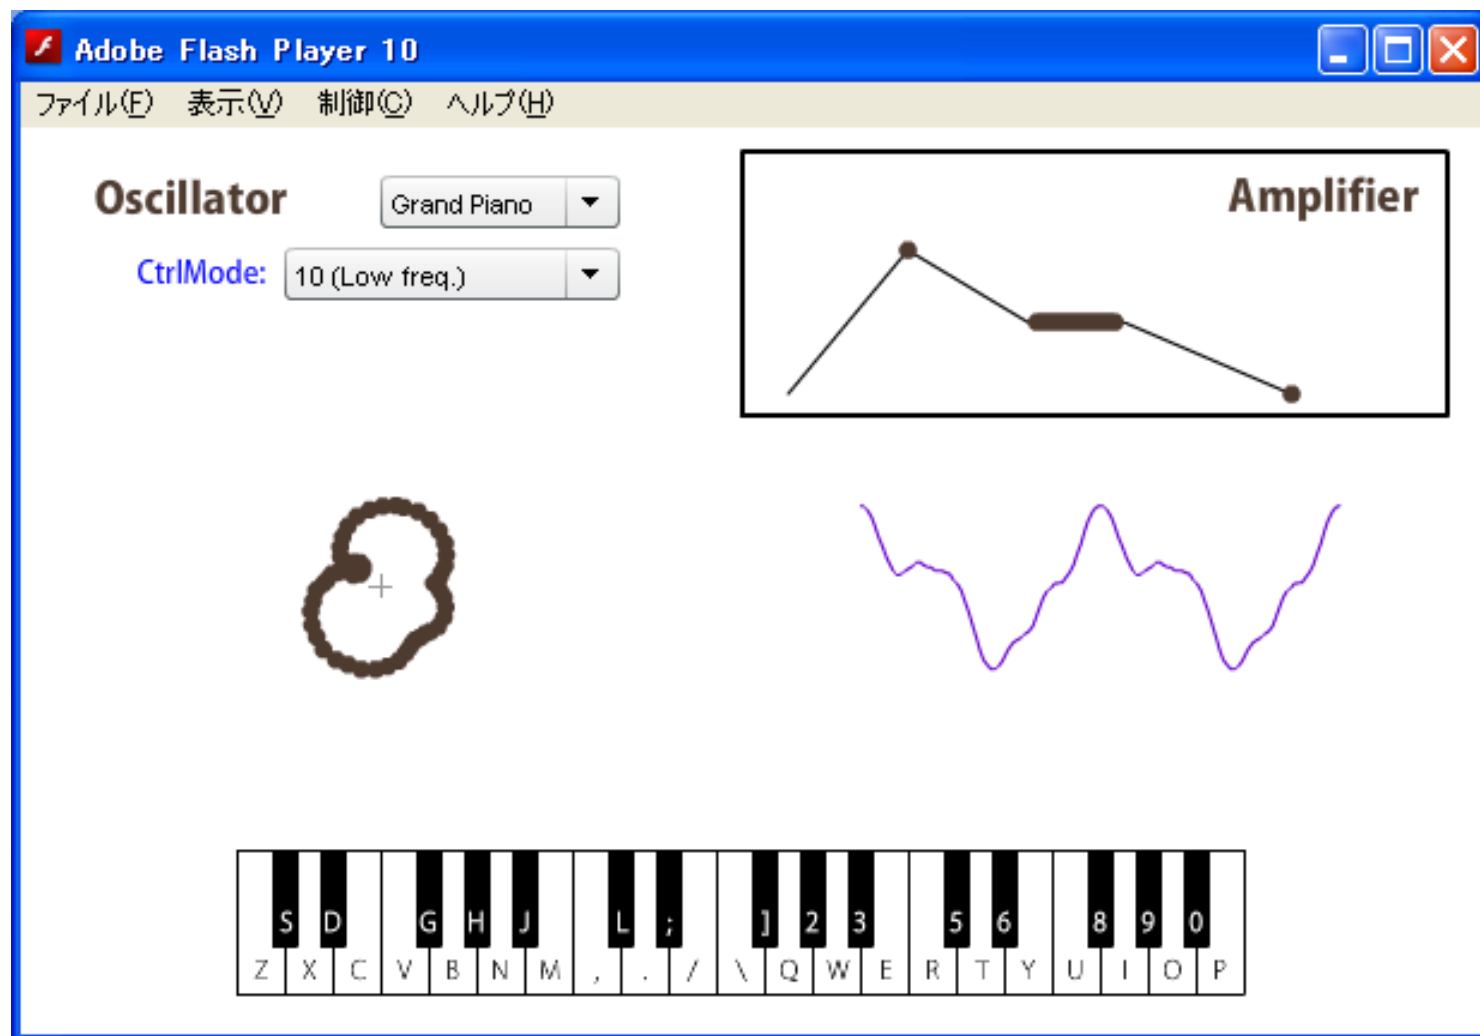 Adobe Flash Player 10
ファイル(F) 表示(V) 制御(C) ヘルプ(H)
Oscillator
Grand Piano
CtrlMode:
10 (Low freq.)
Amplifier
S D G H J L ; ] 2 3 5 6 8 9 0
Z X C V B N M , . / \ Q W E R T Y U I O P